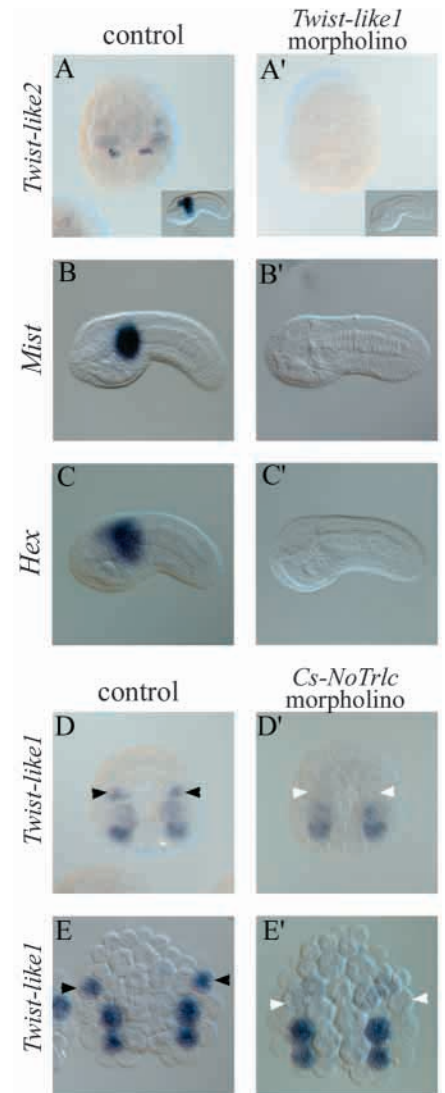 control
Twist-like1
morpholino
A
A'
Twist-like2
B
B'
Mist
C
C'
Hex
control
Cs-NoTrlc
morpholino
D
D'
Twist-like1
E
E'
Twist-like1